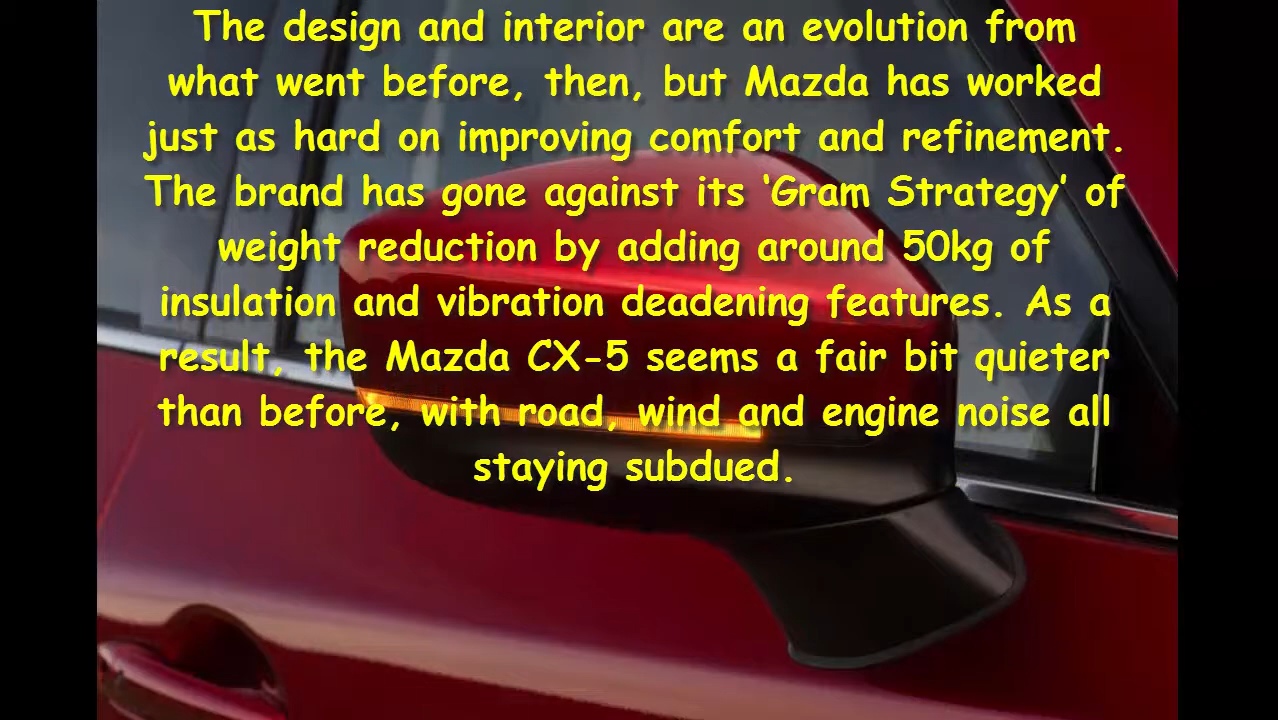 The design and interior are an evolution from
what went before, then, but Mazda has worked
just as hard on improving comfort and refinement.
The brand has gone against its ‘Gram Strategy’ of
weight reduction by adding around 50kg of
insulation and vibration deadening features. As a
result, the Mazda CX-5 seems a fair bit quieter
than before, with road, wind and engine noise all
staying subdued.